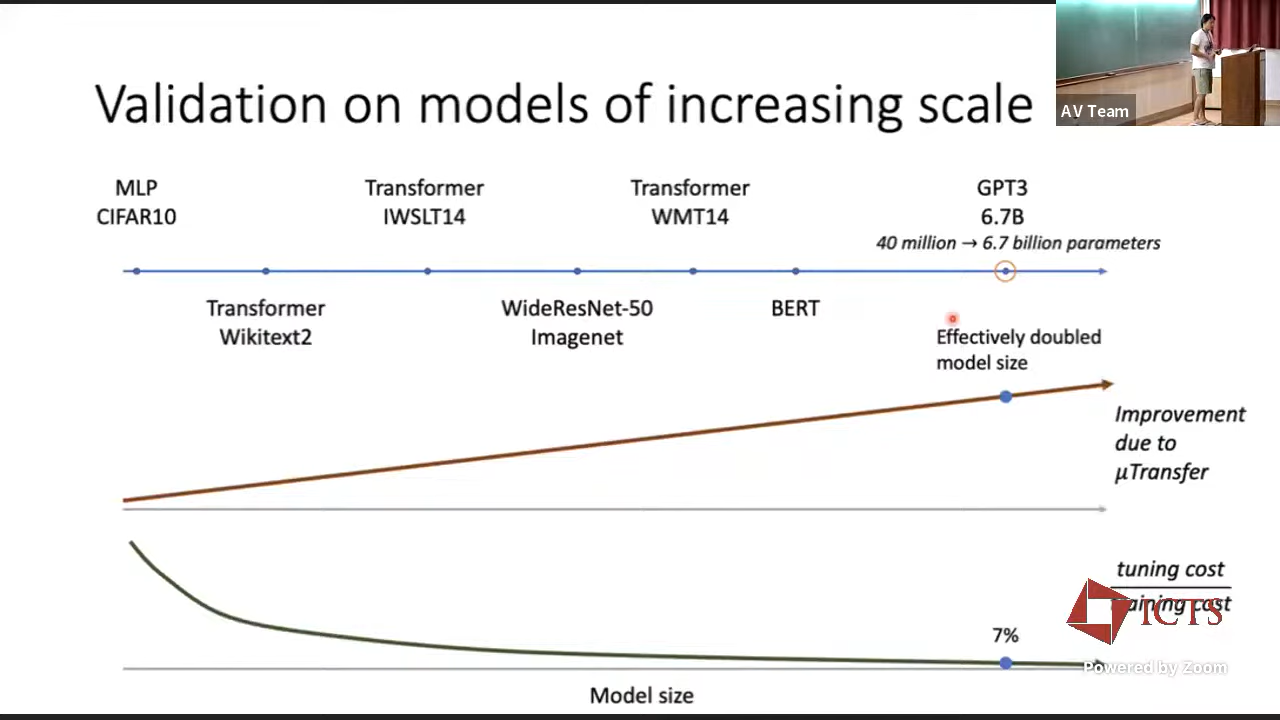 Validation on models of increasing scale
AV Team
MLP
CIFAR10
Transformer
IWSLT14
Transformer
WMT14
GPT3
6.7B
40 million → 6.7 billion parameters
Transformer
Wikitext2
WideResNet-50
Imagenet
BERT
Effectively doubled
model size
Improvement
due to
μTransfer
tuning cost
training cost
ICTS
7%
Powered by Zoom
Model size